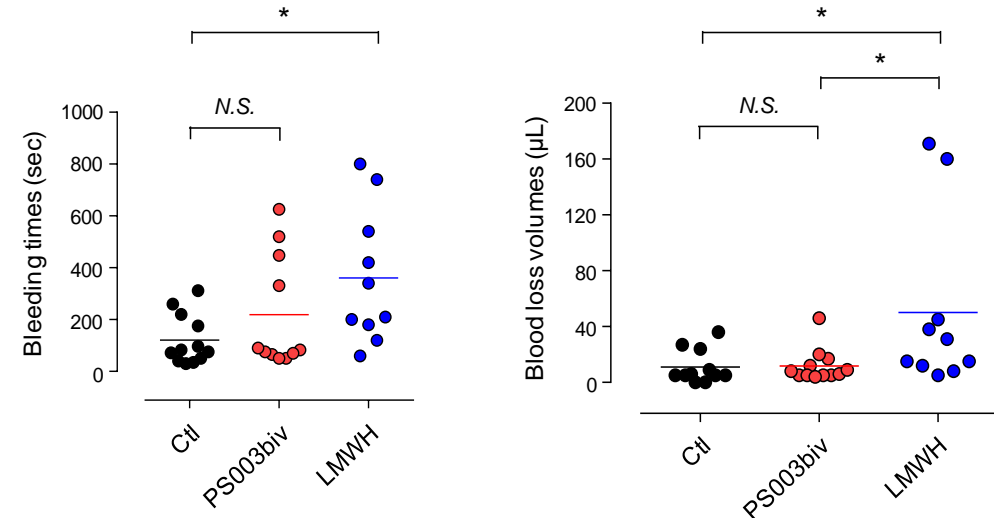 *
N.S.
Bleeding times (sec)
1000
800
600
400
200
0
Ctl
PS003biv
LMWH
*
*
N.S.
Blood loss volumes (µL)
200
160
120
80
40
0
Ctl
PS003biv
LMWH